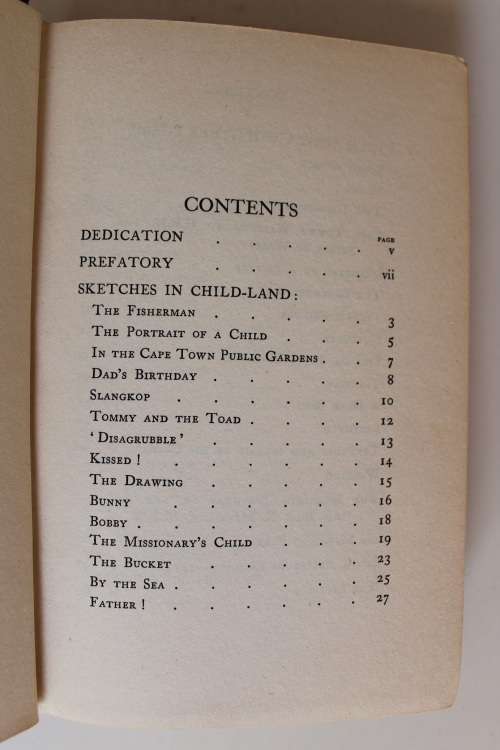 CONTENTS
PAGE
DEDICATION . . . . . v
PREFATORY . . . . . vii
SKETCHES IN CHILD-LAND:
The Fisherman . . . . . 3
The Portrait of a Child . . . 5
In the Cape Town Public Gardens . . 7
Dad's Birthday . . . . . 8
Slangkop . . . . . . 10
Tommy and the Toad . . . . 12
'Disagrubble' . . . . . 13
Kissed! . . . . . . 14
The Drawing . . . . . 15
Bunny . . . . . . 16
Bobby . . . . . . . 18
The Missionary's Child . . . 19
The Bucket . . . . . 23
By the Sea . . . . . . 25
Father! . . . . . . 27